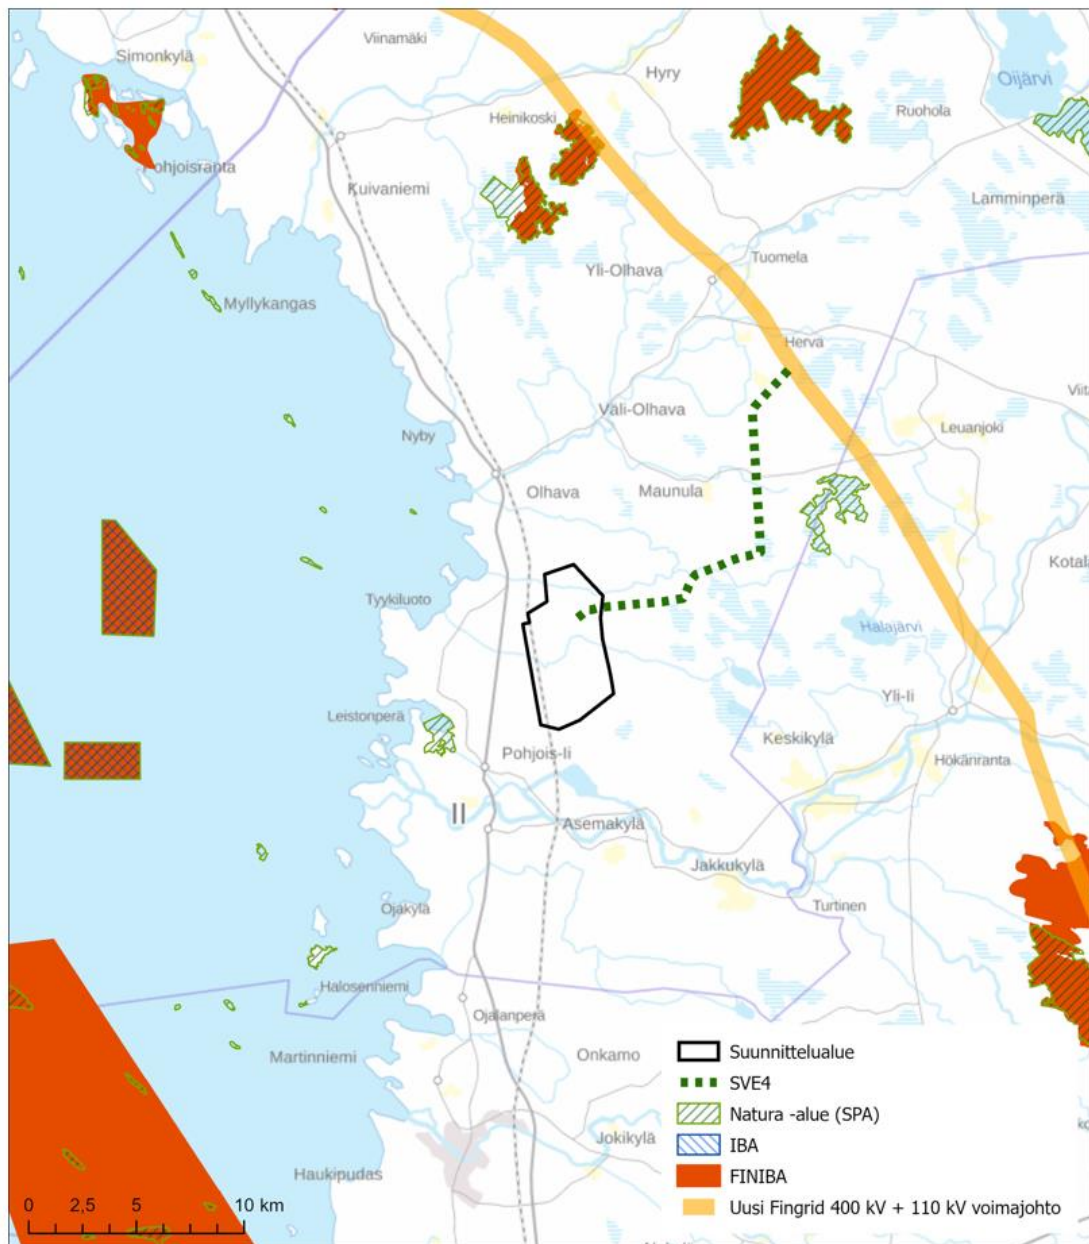 Viinamäki
Simonkylä
Hyry
Oijärvi
Ruohola
Heinikoski
Pohjoisranta
Kuivaniemi
Lamminperä
Tuomela
Yli-Olhava
Myllykangas
Herva
Väli-Olhava
Leuanjoki
Nyby
Olhava
Maunula
Tyykiluoto
Halajärvi
Yli-Ii
Leistonperä
Keskikylä
Pohjois-Ii
Hökänranta
II
Asemakylä
Jakkukylä
Turtinen
Ojakylä
Halosenniemi
Ojalanperä
Martinniemi
Onkamo
Jokikylä
Haukipudas
Suunnittelualue
SVE4
Natura -alue (SPA)
IBA
FINIBA
Uusi Fingrid 400 kV + 110 kV voimajohto
0 2,5 5 10 km